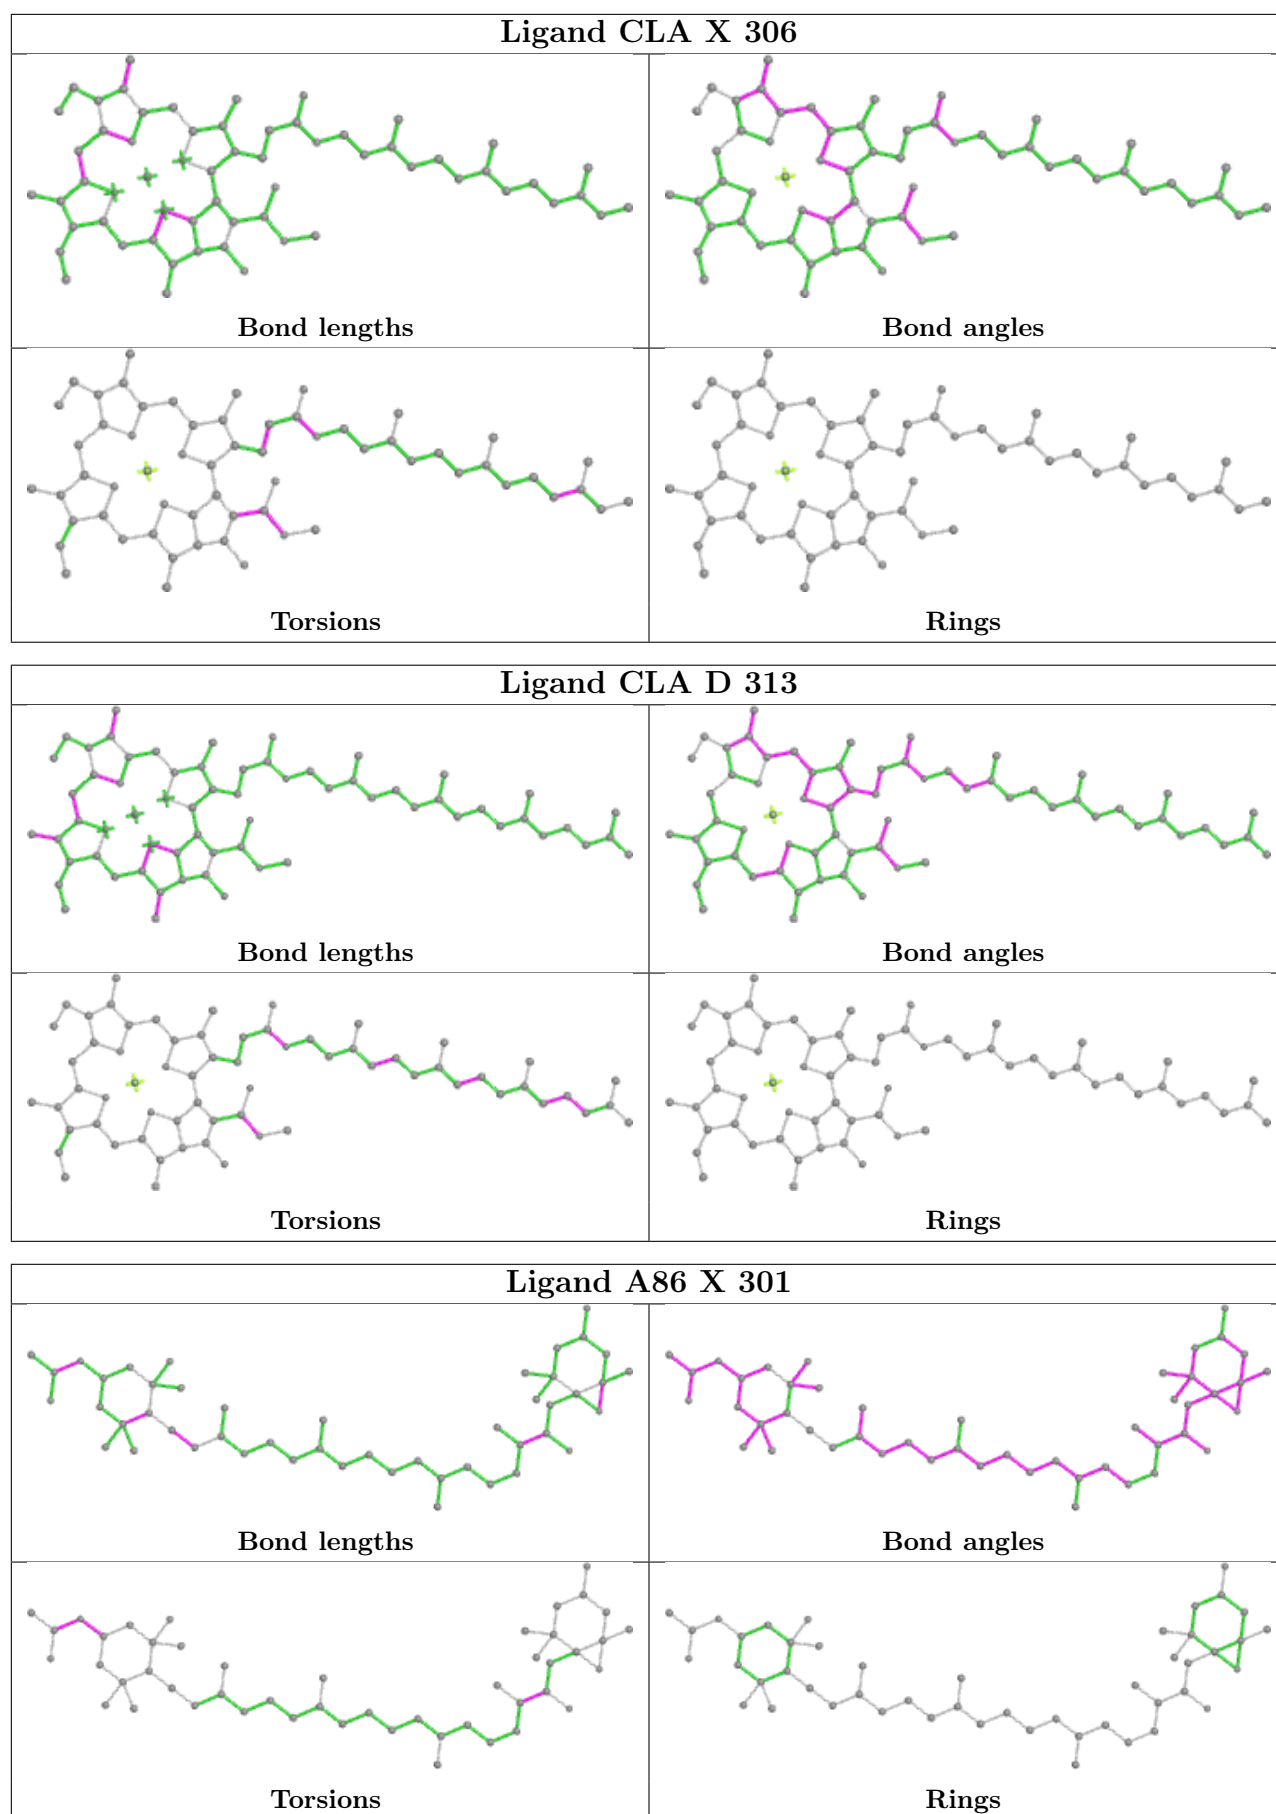 Ligand CLA X 306
Bond lengths
Bond angles
Torsions
Rings
Ligand CLA D 313
Bond lengths
Bond angles
Torsions
Rings
Ligand A86 X 301
Bond lengths
Bond angles
Torsions
Rings